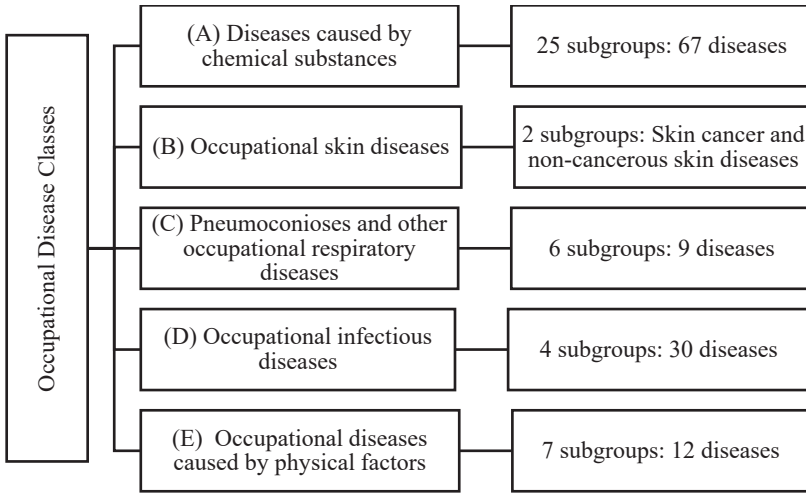 Occupational Disease Classes
(A) Diseases caused by
chemical substances
25 subgroups: 67 diseases
(B) Occupational skin diseases
2 subgroups: Skin cancer and
non-cancerous skin diseases
(C) Pneumoconioses and other
occupational respiratory
diseases
6 subgroups: 9 diseases
(D) Occupational infectious
diseases
4 subgroups: 30 diseases
(E) Occupational diseases
caused by physical factors
7 subgroups: 12 diseases